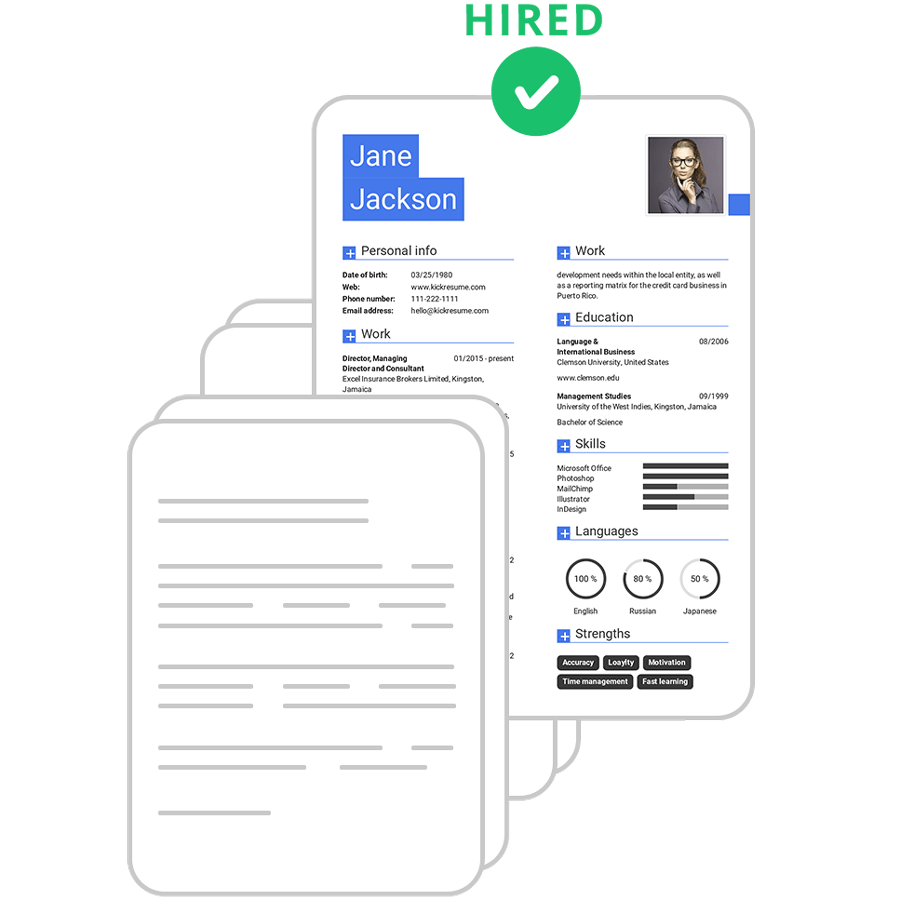 HIRED
Jane
Jackson
Personal info
Date of birth: 03/25/1980
Web: www.kickresume.com
Phone number: 111-222-1111
Email address: hello@kickresume.com
Work
Director, Managing 01/2015 - present
Director and Consultant
Excel Insurance Brokers Limited, Kingston,
Jamaica
s,
5
2
d
e
2
Work
development needs within the local entity, as well
as a reporting matrix for the credit card business in
Puerto Rico.
Education
Language & 08/2006
International Business
Clemson University, United States
www.clemson.edu
Management Studies 09/1999
University of the West Indies, Kingston, Jamaica
Bachelor of Science
Skills
Microsoft Office
Photoshop
MailChimp
Illustrator
InDesign
Languages
100 % 80 % 50 %
English Russian Japanese
Strengths
Accuracy Loaylty Motivation
Time management Fast learning